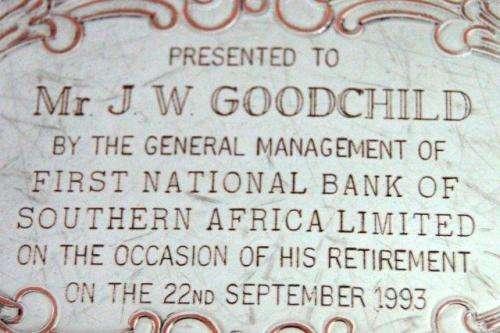 PRESENTED TO
Mr J W GOODCHILD
BY THE GENERAL MANAGEMENT OF
FIRST NATIONAL BANK OF
SOUTHERN AFRICA LIMITED
ON THE OCCASION OF HIS RETIREMENT
ON THE 22ND SEPTEMBER 1993